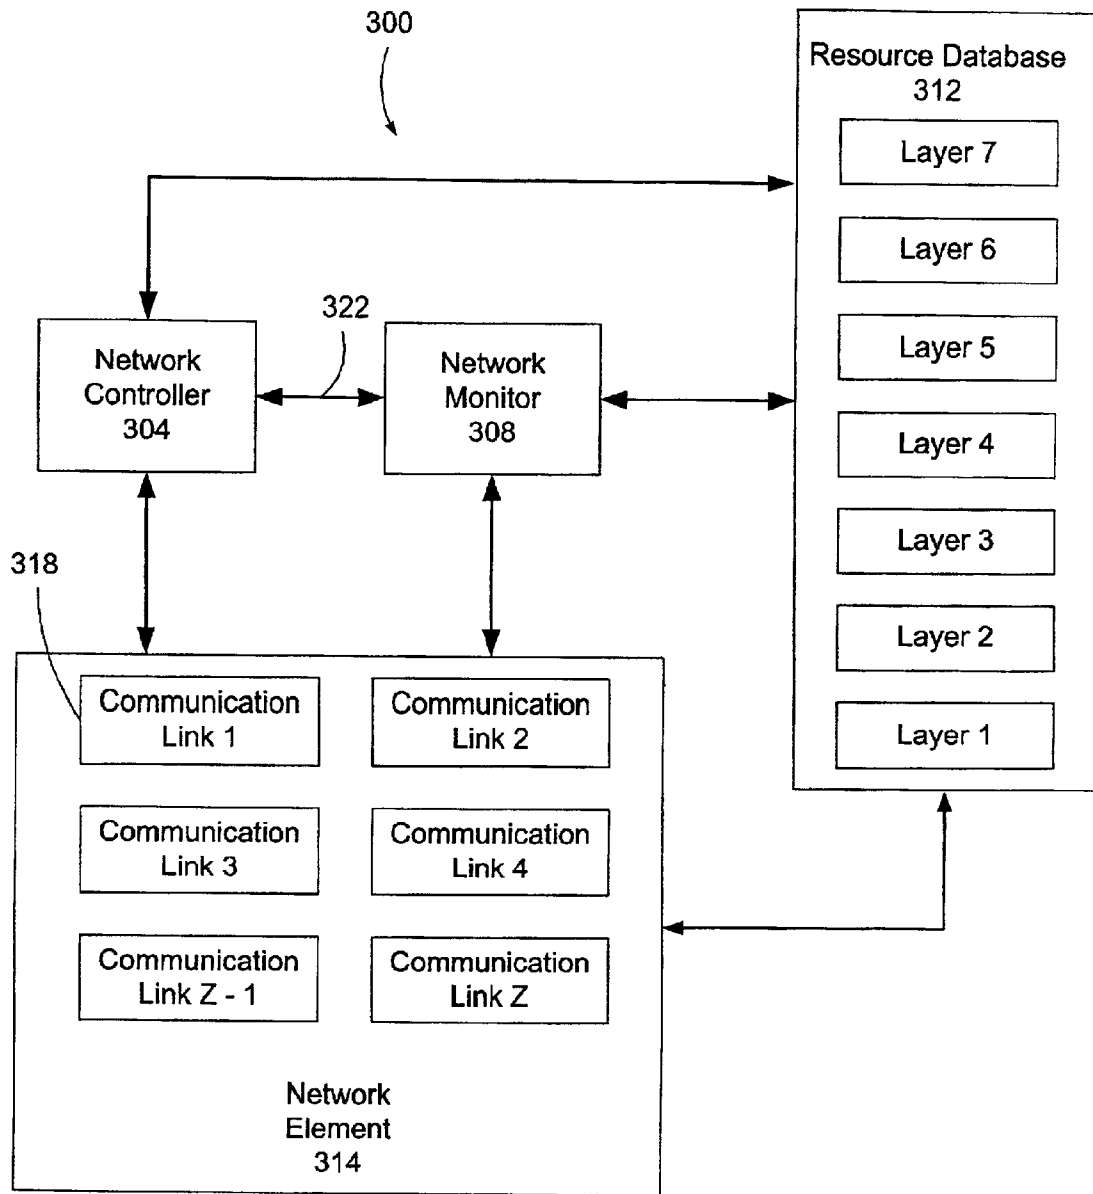 300
Resource Database
312
Layer 7
Layer 6
Layer 5
Layer 4
Layer 3
Layer 2
Layer 1
322
Network
Controller
304
Network
Monitor
308
318
Communication
Link 1
Communication
Link 2
Communication
Link 3
Communication
Link 4
Communication
Link Z - 1
Communication
Link Z
Network
Element
314